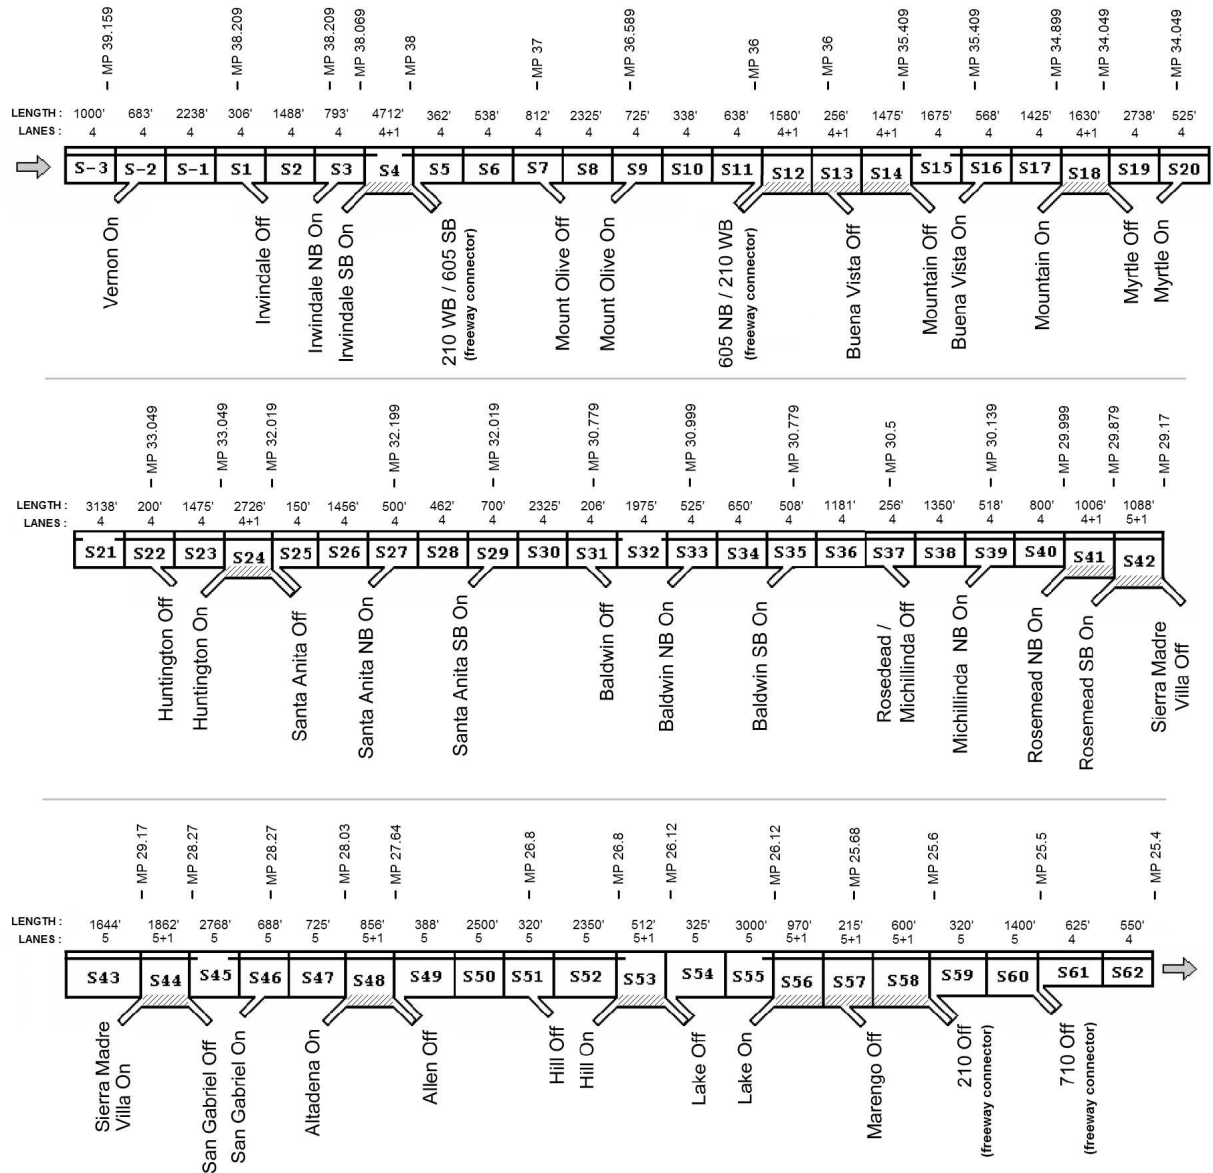 MP 39.159 MP 38.209 MP 38.209 MP 38.069 MP 38 MP 37 MP 36.589 MP 36 MP 36 MP 35.409 MP 35.409 MP 34.899 MP 34.049 MP 34.049
LENGTH : 1000' 683' 2238' 306' 1488' 793' 4712' 362' 538' 812' 2325' 725' 338' 638' 1580' 256' 1475' 1675' 568' 1425' 1630' 2738' 525'
LANES : 4 4 4 4 4 4 4+1 4 4 4 4 4 4 4 4+1 4+1 4+1 4 4 4 4+1 4 4
S-3 S-2 S-1 S1 S2 S3 S4 S5 S6 S7 S8 S9 S10 S11 S12 S13 S14 S15 S16 S17 S18 S19 S20
Vernon On
Irwindale Off
Irwindale NB On
Irwindale SB On
210 WB / 605 SB
(freeway connector)
Mount Olive Off
Mount Olive On
605 NB / 210 WB
(freeway connector)
Buena Vista Off
Mountain Off
Buena Vista On
Mountain On
Myrtle Off
Myrtle On
MP 33.049 MP 33.049 MP 32.019 MP 32.199 MP 32.019 MP 30.779 MP 30.999 MP 30.779 MP 30.5 MP 30.139 MP 29.999 MP 29.879 MP 29.17
LENGTH : 3138' 200' 1475' 2726' 150' 1456' 500' 462' 700' 2325' 206' 1975' 525' 650' 508' 1181' 256' 1350' 518' 800' 1006' 1088'
LANES : 4 4 4 4+1 4 4 4 4 4 4 4 4 4 4 4 4 4 4 4 4 4+1 5+1
S21 S22 S23 S24 S25 S26 S27 S28 S29 S30 S31 S32 S33 S34 S35 S36 S37 S38 S39 S40 S41 S42
Huntington Off
Huntington On
Santa Anita Off
Santa Anita NB On
Santa Anita SB On
Baldwin Off
Baldwin NB On
Baldwin SB On
Rosedead /
Michillinda Off
Michillinda NB On
Rosemead NB On
Rosemead SB On
Sierra Madre
Villa Off
MP 29.17 MP 28.27 MP 28.27 MP 28.03 MP 27.64 MP 26.8 MP 26.8 MP 26.12 MP 26.12 MP 25.68 MP 25.6 MP 25.5 MP 25.4
LENGTH : 1644' 1862' 2768' 688' 725' 856' 388' 2500' 320' 2350' 512' 325' 3000' 970' 215' 600' 320' 1400' 625' 550'
LANES : 5 5+1 5 5 5 5+1 5 5 5 5 5+1 5 5 5+1 5+1 5+1 5 5 4 4
S43 S44 S45 S46 S47 S48 S49 S50 S51 S52 S53 S54 S55 S56 S57 S58 S59 S60 S61 S62
Sierra Madre
Villa On
San Gabriel Off
San Gabriel On
Altadena On
Allen Off
Hill Off
Hill On
Lake Off
Lake On
Marengo Off
210 Off
(freeway connector)
710 Off
(freeway connector)